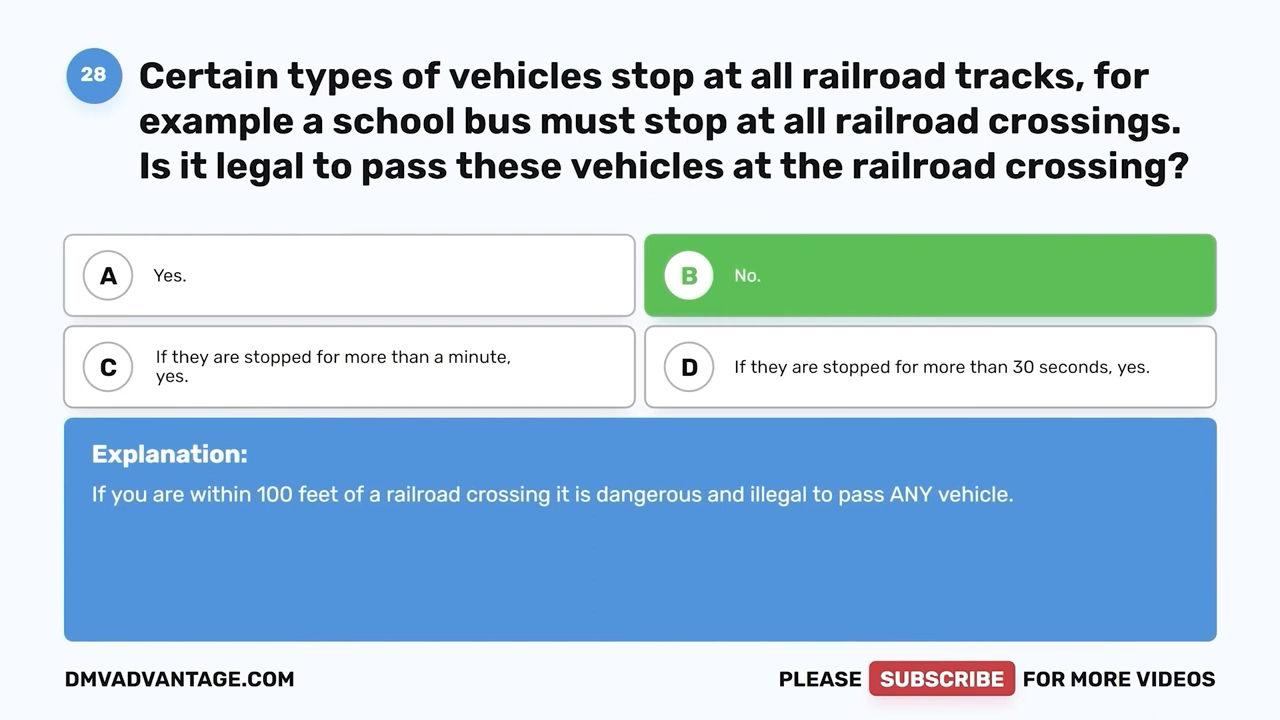 28
Certain types of vehicles stop at all railroad tracks, for
example a school bus must stop at all railroad crossings.
Is it legal to pass these vehicles at the railroad crossing?
A Yes.
B No.
C If they are stopped for more than a minute,
yes.
D If they are stopped for more than 30 seconds, yes.
Explanation:
If you are within 100 feet of a railroad crossing it is dangerous and illegal to pass ANY vehicle.
DMVADVANTAGE.COM
PLEASE SUBSCRIBE FOR MORE VIDEOS